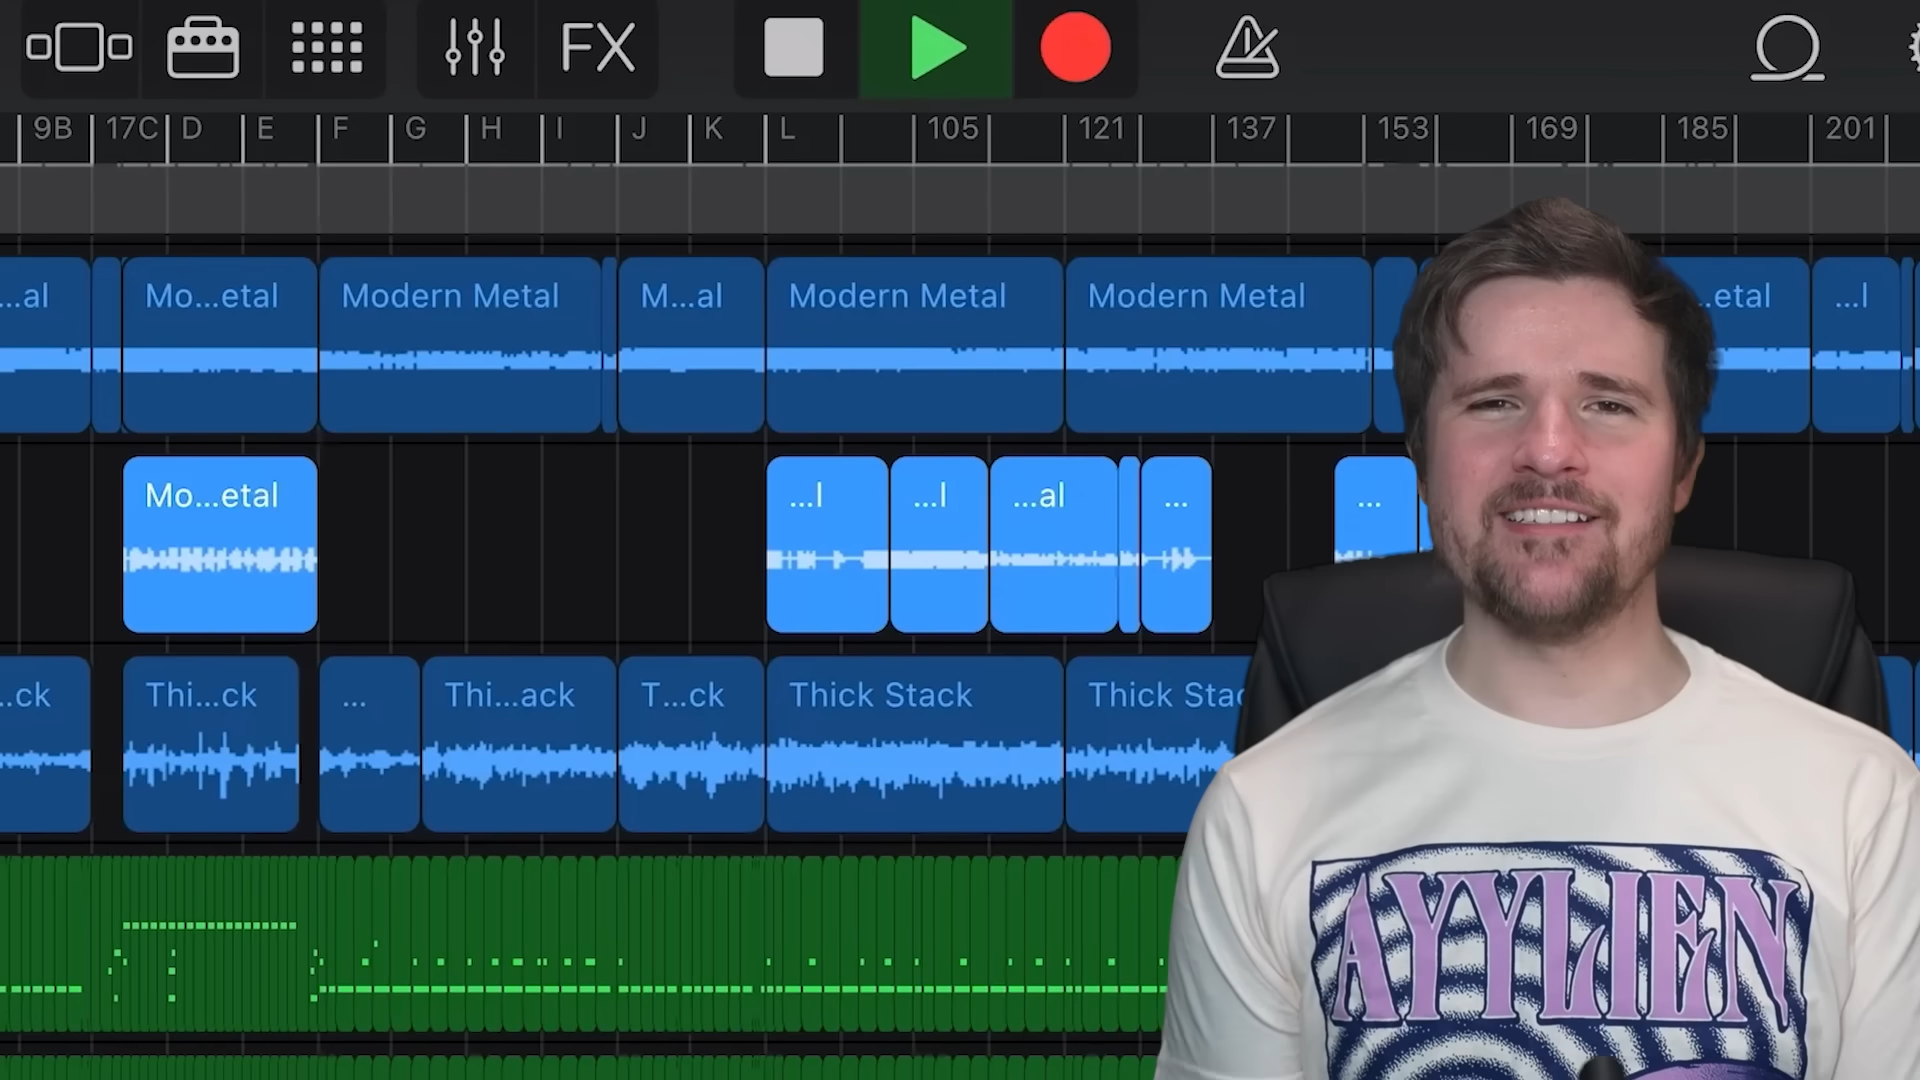 FX
9B 17C D E F G H I J K L 105 121 137 153 169 185 201
...al Mo...etal Modern Metal M...al Modern Metal Modern Metal ...etal ...l
Mo...etal ...l ...l ...al ... ...
...ck Thi...ck ... Thi...ack T...ck Thick Stack Thick Stac
AYYLIEN